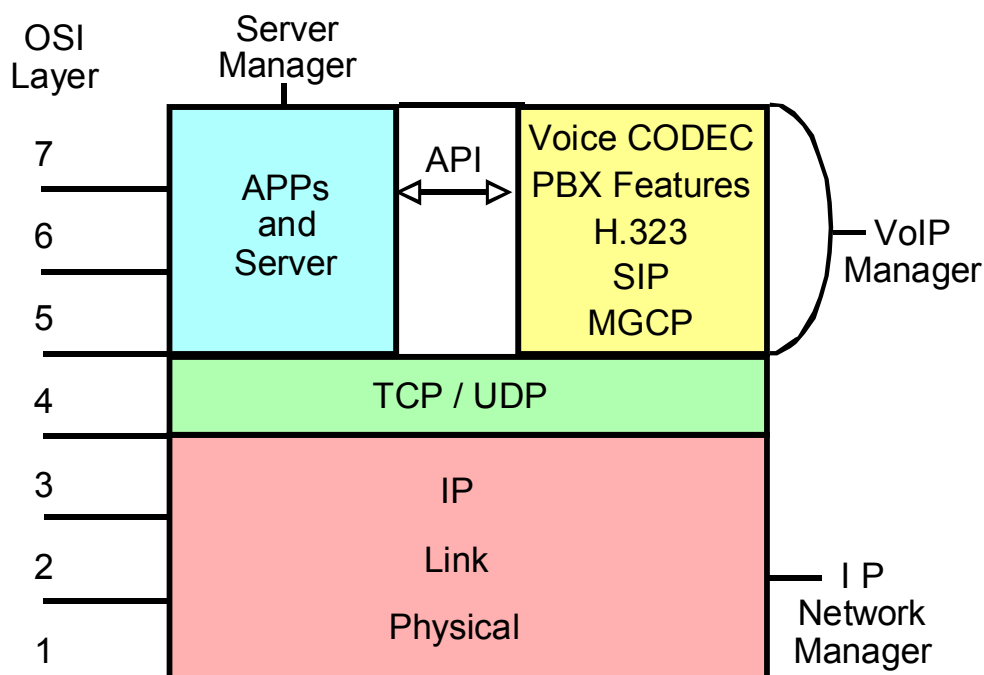 OSI
Layer
Server
Manager
7
6
5
4
3
2
1
APPs
and
Server
API
Voice CODEC
PBX Features
H.323
SIP
MGCP
VoIP
Manager
TCP / UDP
IP
Link
Physical
I P
Network
Manager